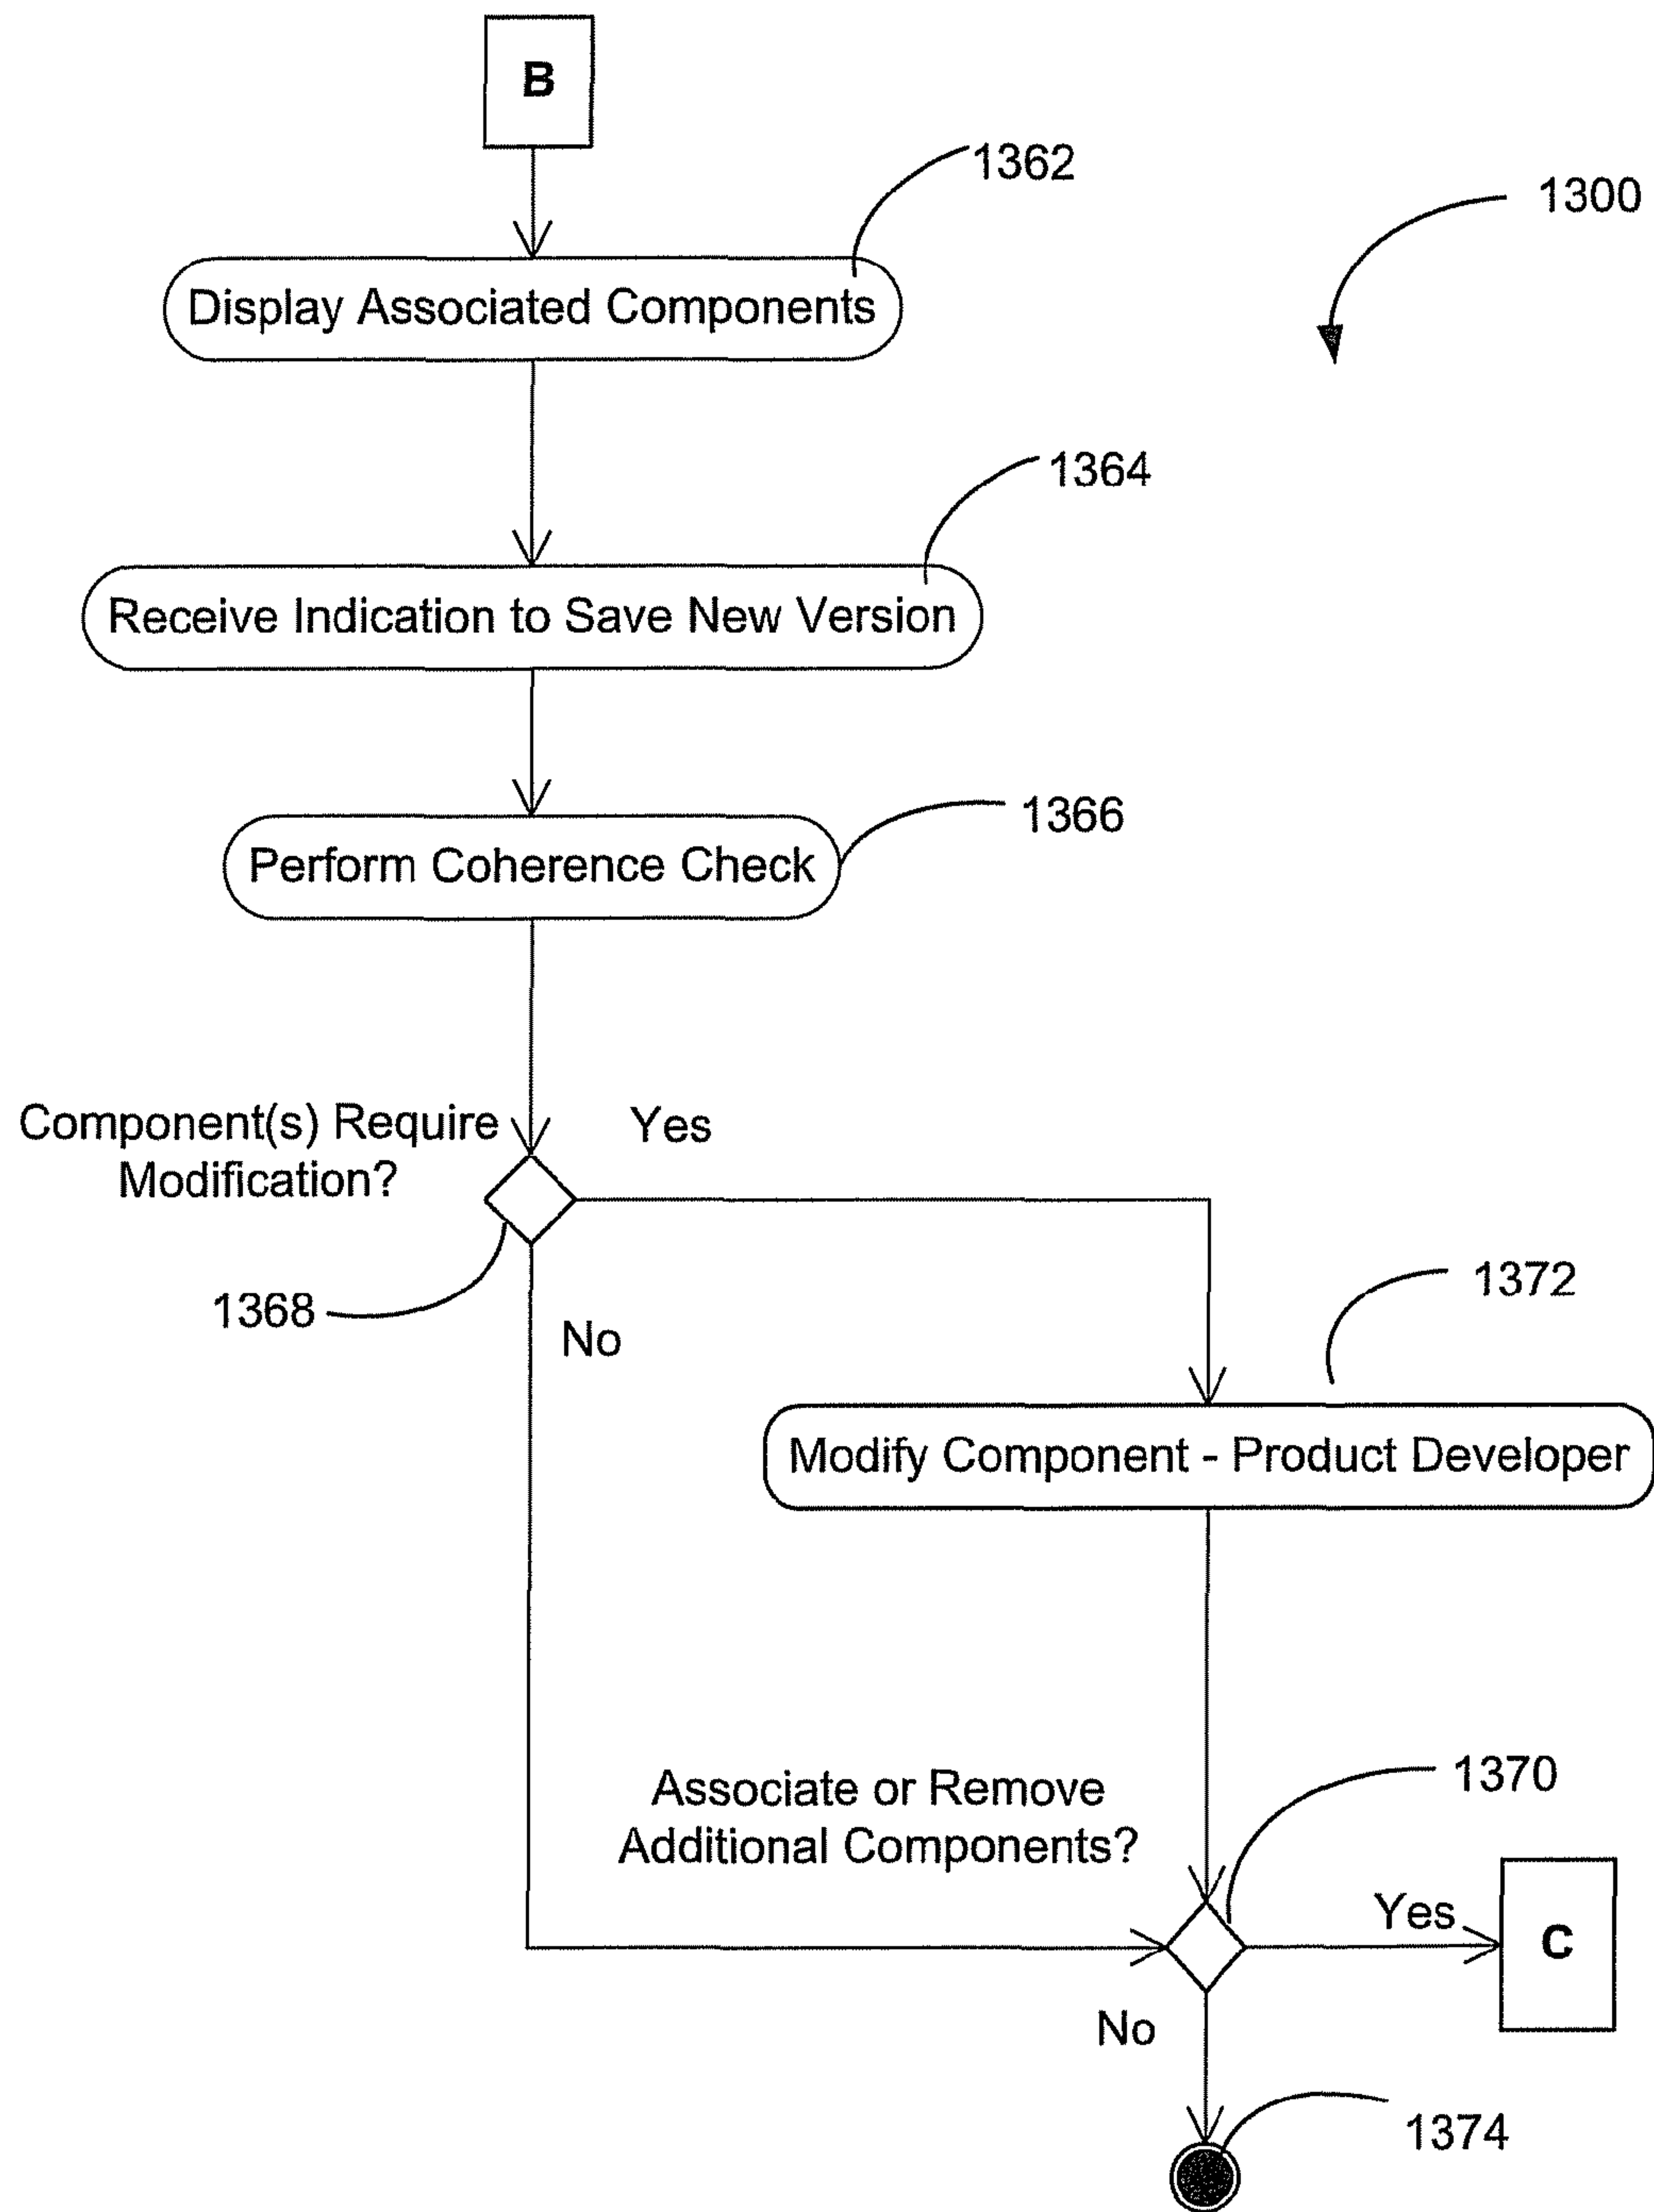 B
1362
1300
Display Associated Components
1364
Receive Indication to Save New Version
1366
Perform Coherence Check
Component(s) Require
Modification?
Yes
1368
No
1372
Modify Component - Product Developer
Associate or Remove
Additional Components?
1370
Yes
C
No
1374